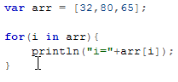 var arr = [32,80,65];
for(i in arr){
println("i="+arr[i]);
}